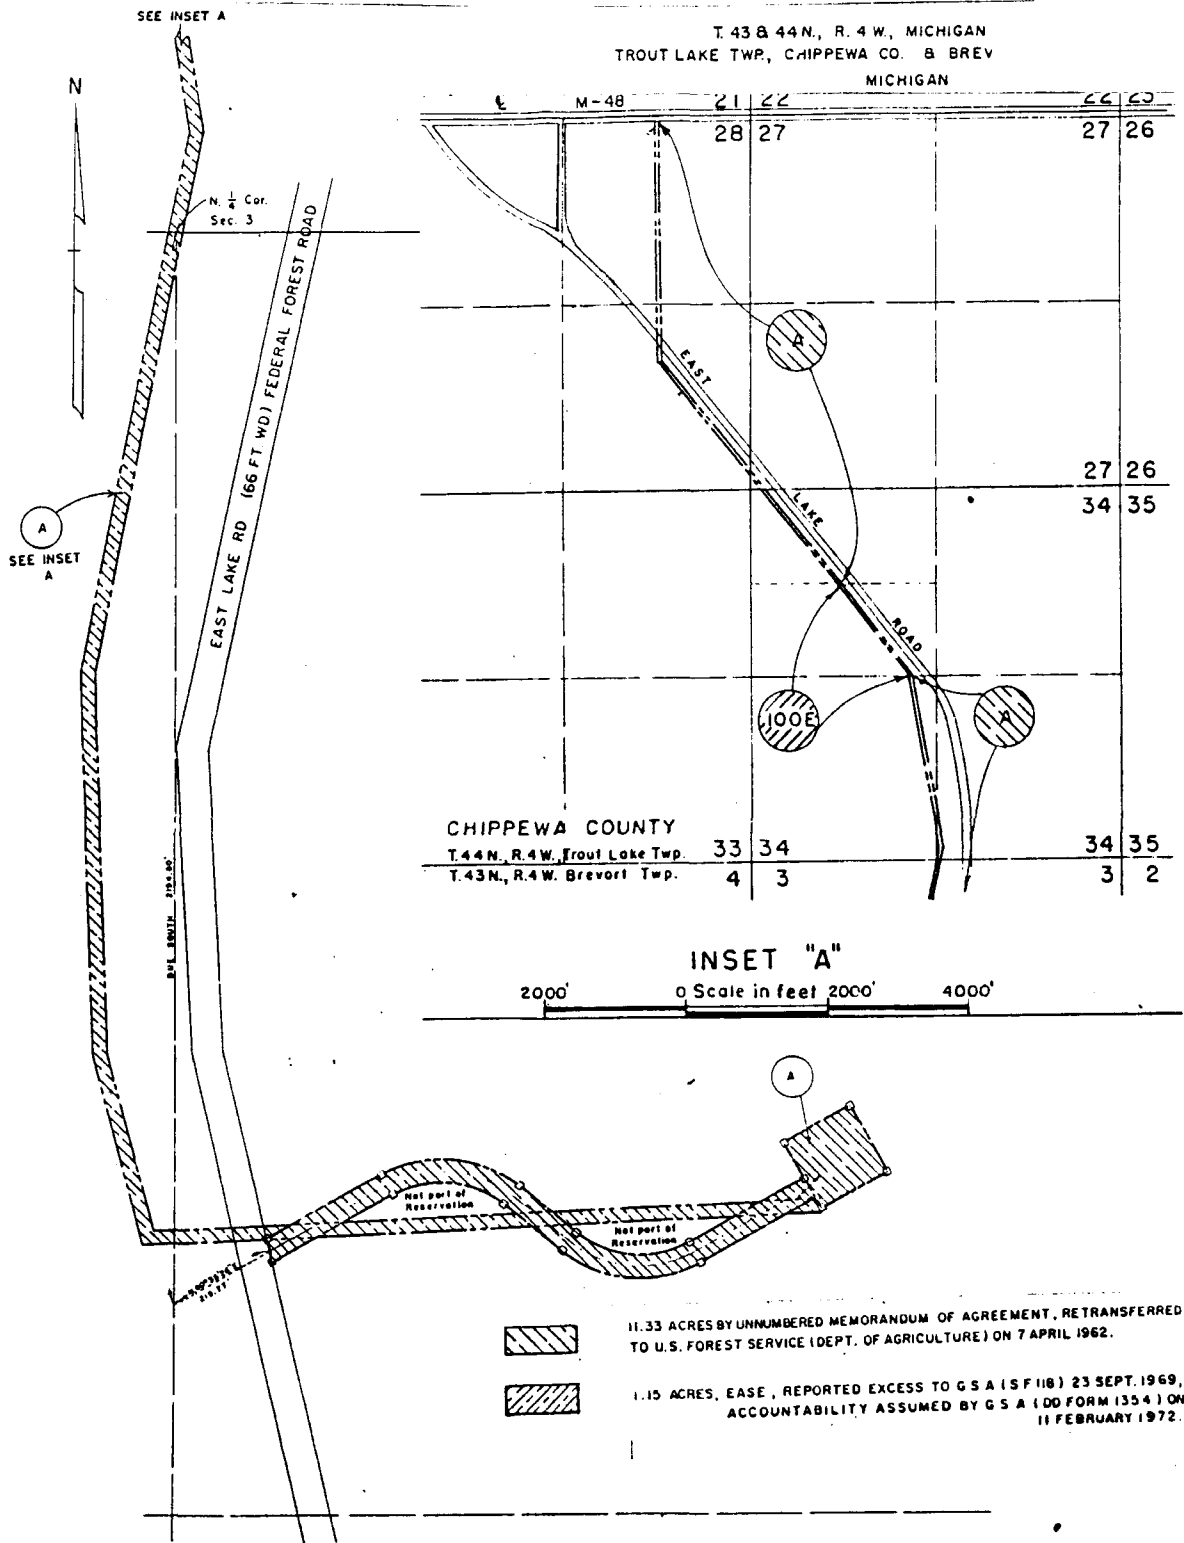 SEE INSET A
T. 43 & 44 N., R. 4 W., MICHIGAN
TROUT LAKE TWP., CHIPPEWA CO. & BREV
MICHIGAN
N
℄ M-48
21 22
22 23
28 27
27 26
N. 1/4 Cor.
Sec. 3
EAST LAKE RD (66 FT. WD) FEDERAL FOREST ROAD
A
EAST LAKE ROAD
27 26
34 35
A
SEE INSET
A
100E
A
CHIPPEWA COUNTY
T. 44 N., R. 4 W., Trout Lake Twp.
33 34
34 35
T. 43 N., R. 4 W. Brevort Twp.
4 3
3 2
DUE SOUTH
INSET "A"
2000' 0 Scale in feet 2000' 4000'
A
Not part of
Reservation
Not part of
Reservation
11.33 ACRES BY UNNUMBERED MEMORANDUM OF AGREEMENT, RETRANSFERRED
TO U.S. FOREST SERVICE (DEPT. OF AGRICULTURE) ON 7 APRIL 1962.
1.15 ACRES, EASE, REPORTED EXCESS TO G S A (S F 118) 23 SEPT. 1969,
ACCOUNTABILITY ASSUMED BY G S A (DD FORM 1354) ON
11 FEBRUARY 1972.